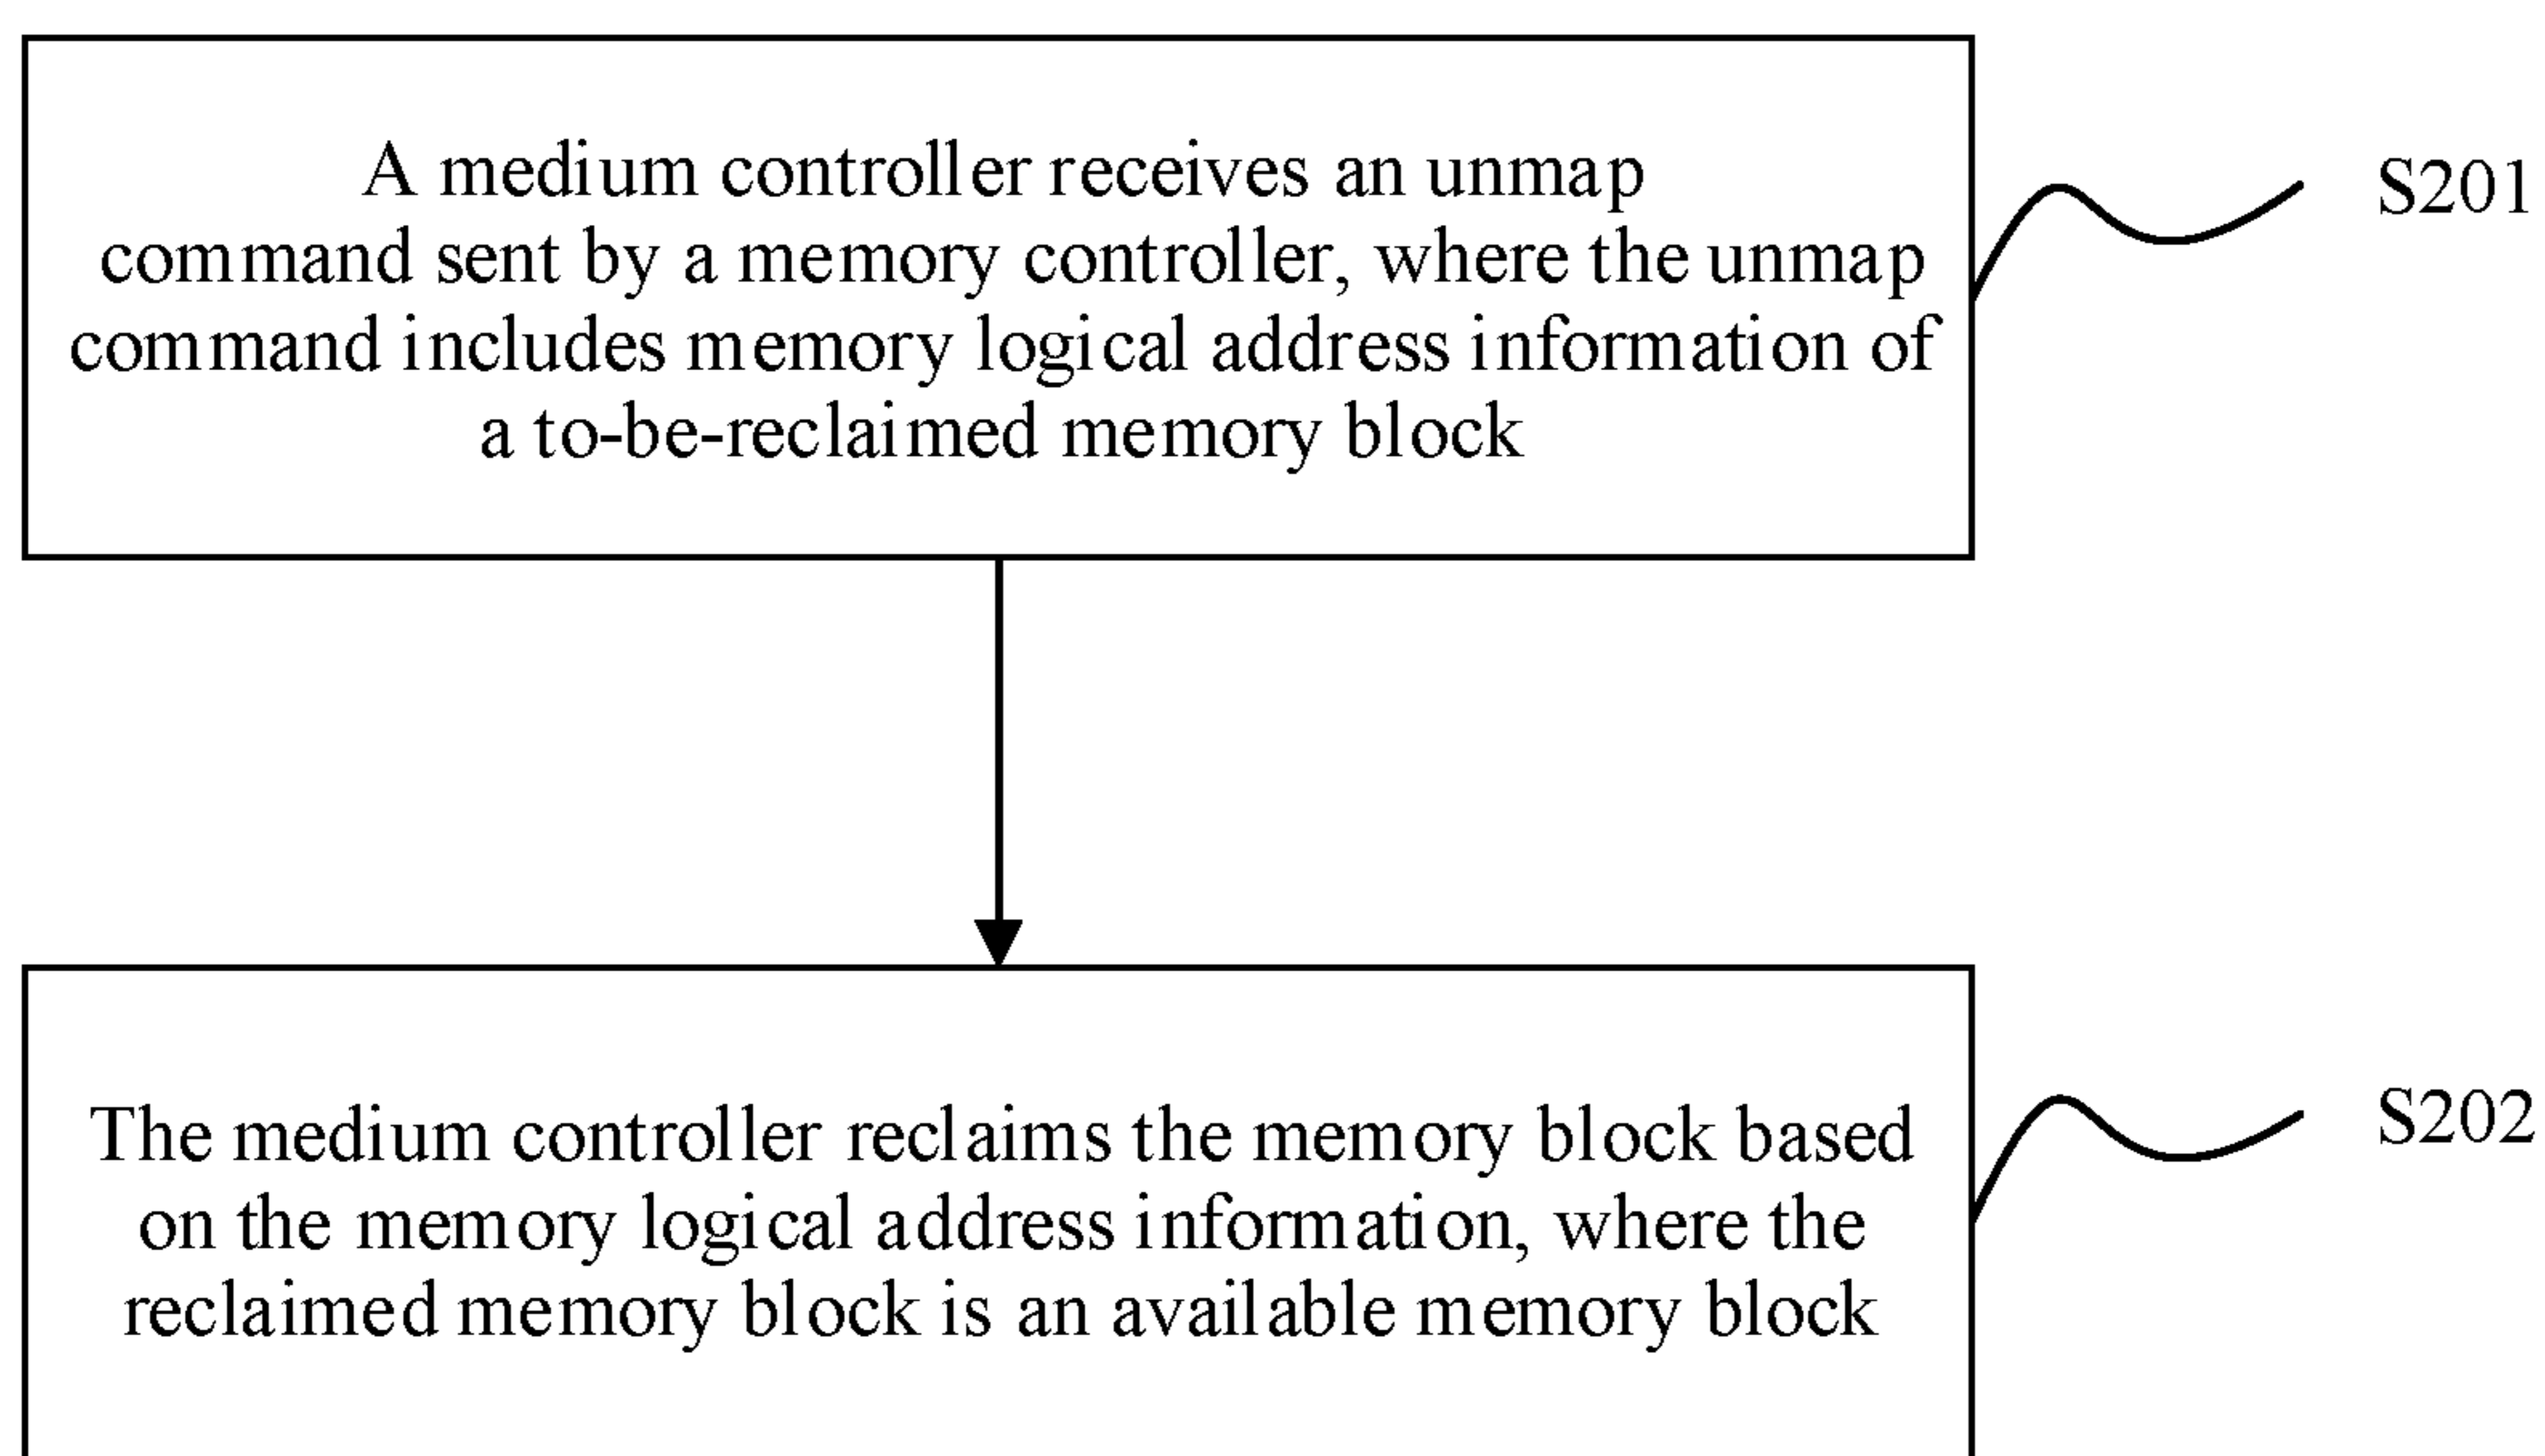 A medium controller receives an unmap
command sent by a memory controller, where the unmap
command includes memory logical address information of
a to-be-reclaimed memory block
S201
The medium controller reclaims the memory block based
on the memory logical address information, where the
reclaimed memory block is an available memory block
S202